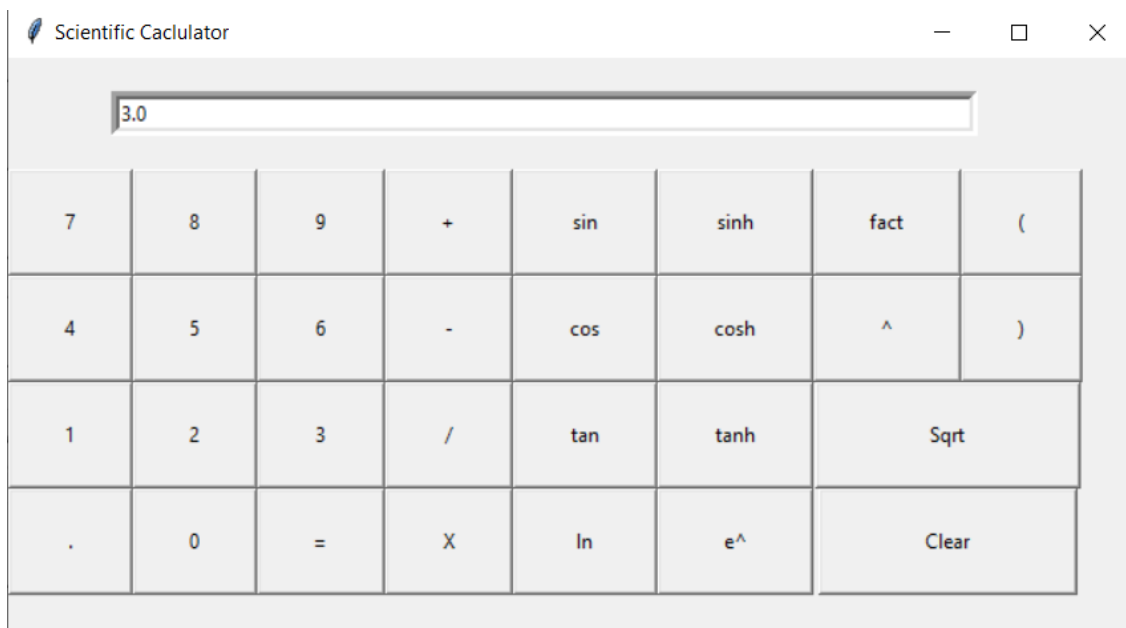 Scientific Caclulator
3.0
7 8 9 + sin sinh fact (
4 5 6 - cos cosh ^ )
1 2 3 / tan tanh Sqrt
. 0 = X ln e^ Clear